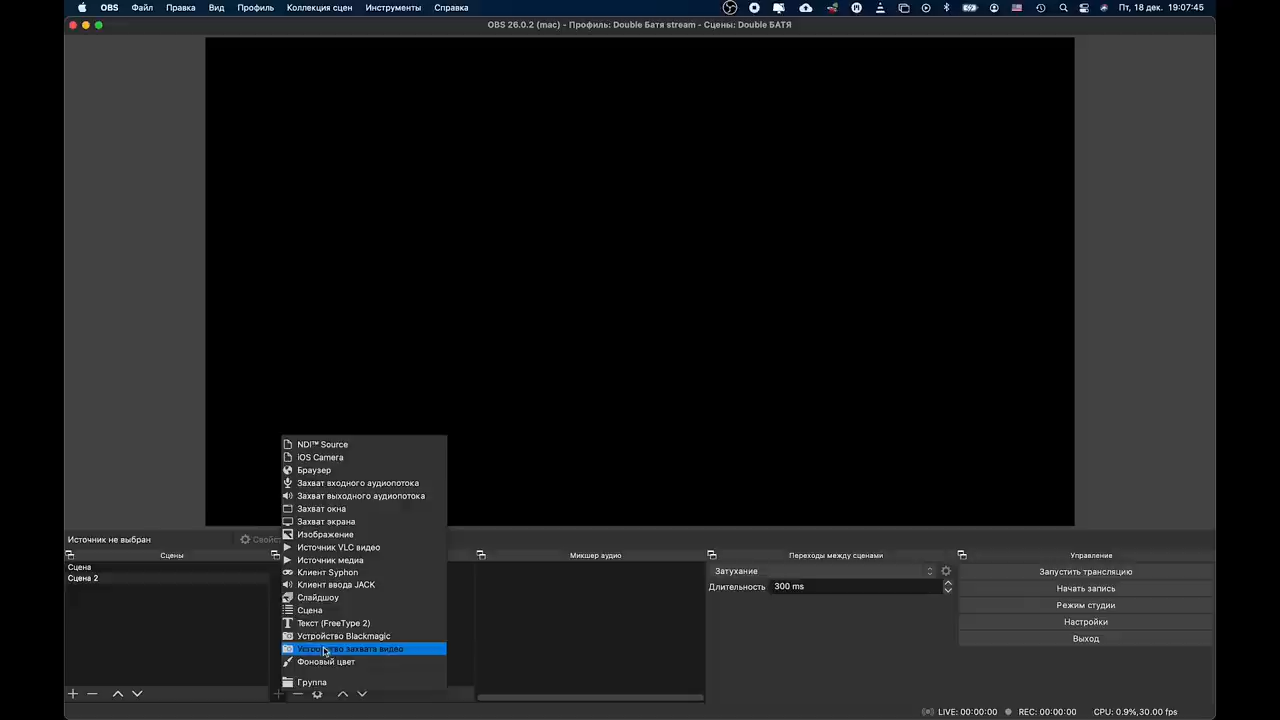 OBS Файл Правка Вид Профиль Коллекция сцен Инструменты Справка Пт, 18 дек. 19:07:45
OBS 26.0.2 (mac) - Профиль: Double Батя stream - Сцены: Double БАТЯ
NDI™ Source
iOS Camera
Браузер
Захват входного аудиопотока
Захват выходного аудиопотока
Захват окна
Захват экрана
Изображение
Источник VLC видео
Источник медиа
Клиент Syphon
Клиент ввода JACK
Слайдшоу
Сцена
Текст (FreeType 2)
Устройство Blackmagic
Устройство захвата видео
Фоновый цвет
Группа
Источник не выбран Свойст
Сцены
Сцена
Сцена 2
Микшер аудио
Переходы между сценами
Затухание
Длительность 300 ms
Управление
Запустить трансляцию
Начать запись
Режим студии
Настройки
Выход
LIVE: 00:00:00 REC: 00:00:00 CPU: 0.9%,30.00 fps